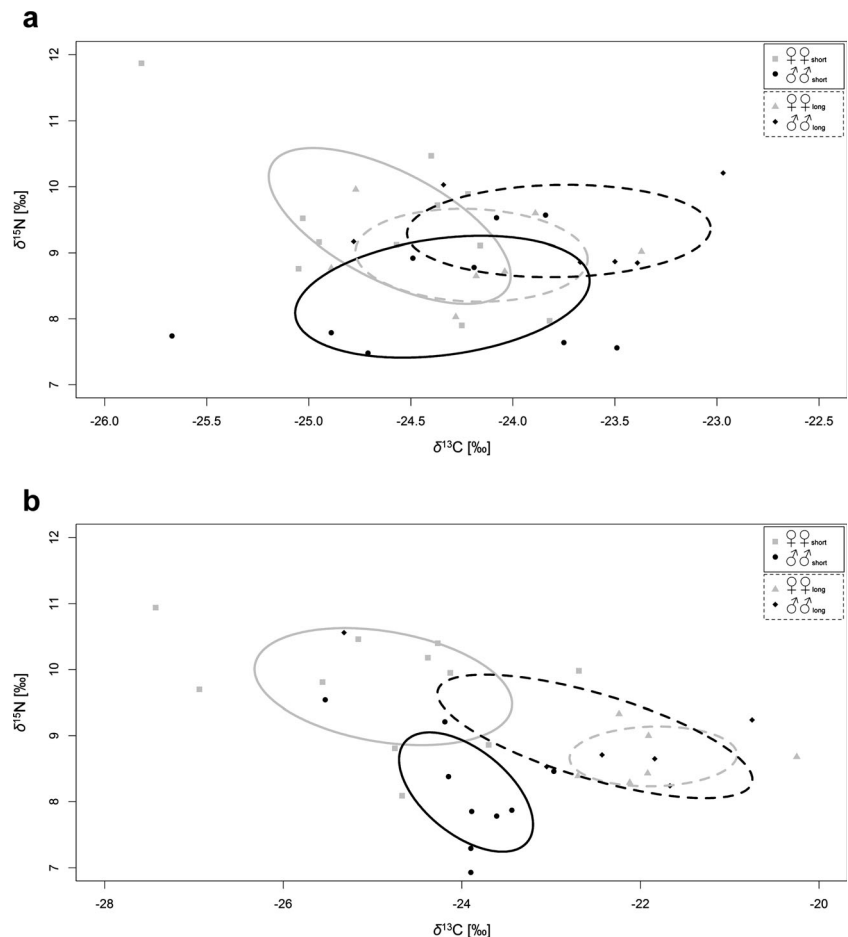 a
12
11
10
9
8
7
δ¹⁵N [‰]
-26.0 -25.5 -25.0 -24.5 -24.0 -23.5 -23.0 -22.5
δ¹³C [‰]
♀♀ short
♂♂ short
♀♀ long
♂♂ long
b
12
11
10
9
8
7
δ¹⁵N [‰]
-28 -26 -24 -22 -20
δ¹³C [‰]
♀♀ short
♂♂ short
♀♀ long
♂♂ long